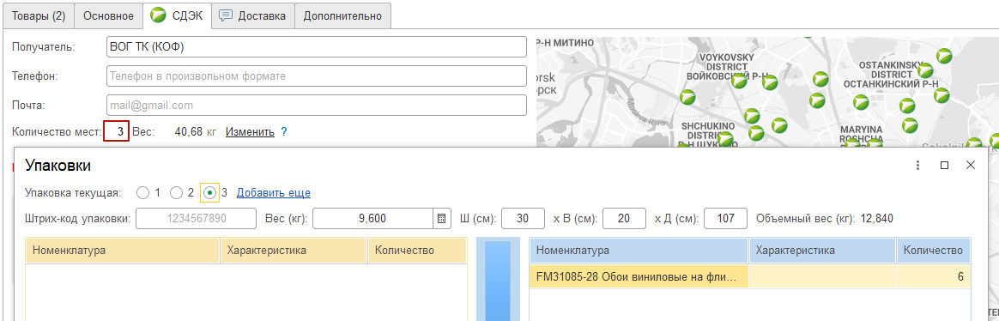 Товары (2) Основное СДЭК Доставка Дополнительно
Получатель: ВОГ ТК (КОФ)
Телефон: Телефон в произвольном формате
Почта: mail@gmail.com
Количество мест: 3 Вес: 40,68 кг Изменить ?
Р-Н МИТИНО
VOYKOVSKY
DISTRICT
ВОЙКОВСКИЙ Р-Н
OSTANKINSKY
DISTRICT
ОСТАНКИНСКИЙ Р-Н
Moskva River
SHCHUKINO
DISTRICT
Р-Н ЩУКИНО
MARYINA
ROSHCHA
Упаковки
Упаковка текущая: 1 2 3 Добавить еще
Штрих-код упаковки: 1234567890 Вес (кг): 9,600 Ш (см): 30 х В (см): 20 х Д (см): 107 Объемный вес (кг): 12,840
Номенклатура Характеристика Количество
Номенклатура Характеристика Количество
FM31085-28 Обои виниловые на фли... 6